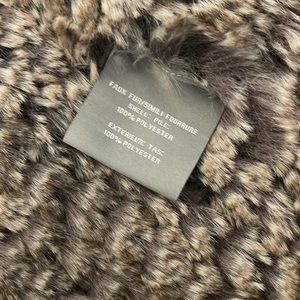 FAUX FUR/SIMILI FOURRURE
SHELL: PILE:
100% POLYESTER
EXTERIEUR: TAS:
100% POLYESTER